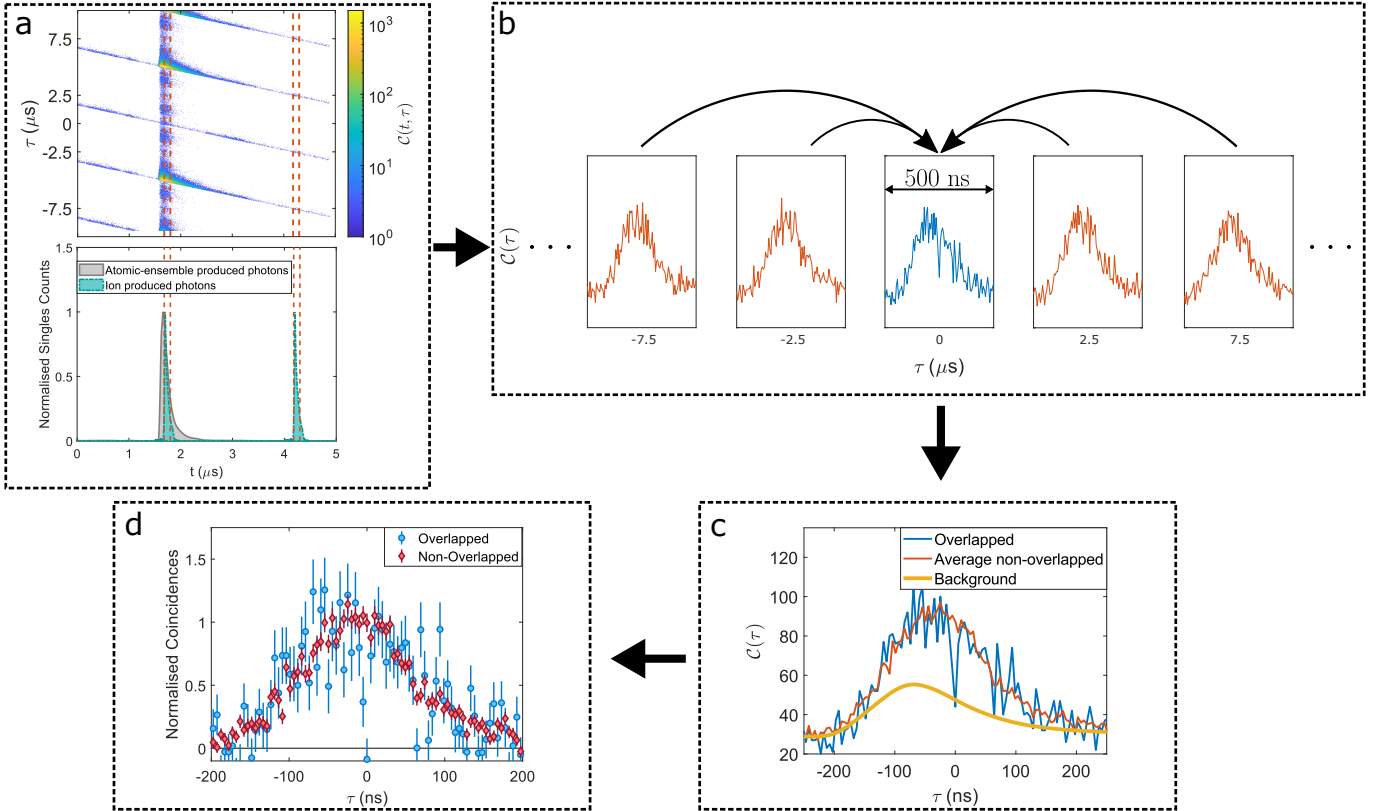 a
7.5
2.5
0
-2.5
-7.5
τ (μs)
10³
10²
10¹
10⁰
C(t, τ)
1.5
1
0.5
0
Normalised Singles Counts
Atomic-ensemble produced photons
Ion produced photons
0 1 2 3 4 5
t (μs)
b
C(τ)
500 ns
-7.5 -2.5 0 2.5 7.5
τ (μs)
d
Normalised Coincidences
1.5
1
0.5
0
Overlapped
Non-Overlapped
-200 -100 0 100 200
τ (ns)
c
C(τ)
120
100
80
60
40
20
Overlapped
Average non-overlapped
Background
-200 -100 0 100 200
τ (ns)